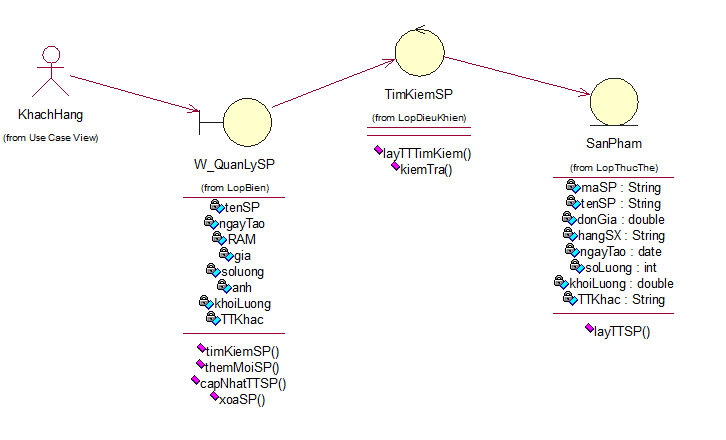 KhachHang
(from Use Case View)
W_QuanLySP
(from LopBien)
tenSP
ngayTao
RAM
gia
soluong
anh
khoiLuong
TTKhac
timKiemSP()
themMoiSP()
capNhatTTSP()
xoaSP()
TimKiemSP
(from LopDieuKhien)
layTTTimKiem()
kiemTra()
SanPham
(from LopThucThe)
maSP : String
tenSP : String
donGia : double
hangSX : String
ngayTao : date
soLuong : int
khoiLuong : double
TTKhac : String
layTTSP()